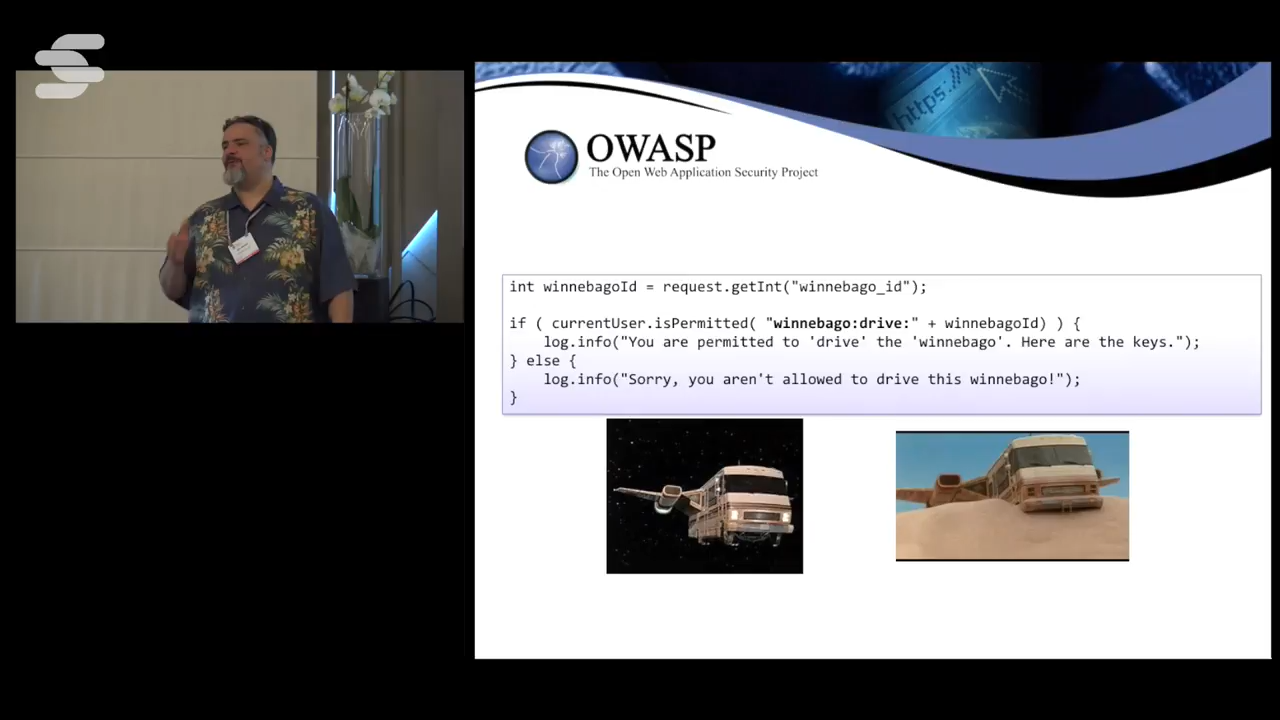 https://w
OWASP
The Open Web Application Security Project
int winnebagoId = request.getInt("winnebago_id");
if ( currentUser.isPermitted( "winnebago:drive:" + winnebagoId) ) {
log.info("You are permitted to 'drive' the 'winnebago'. Here are the keys.");
} else {
log.info("Sorry, you aren't allowed to drive this winnebago!");
}